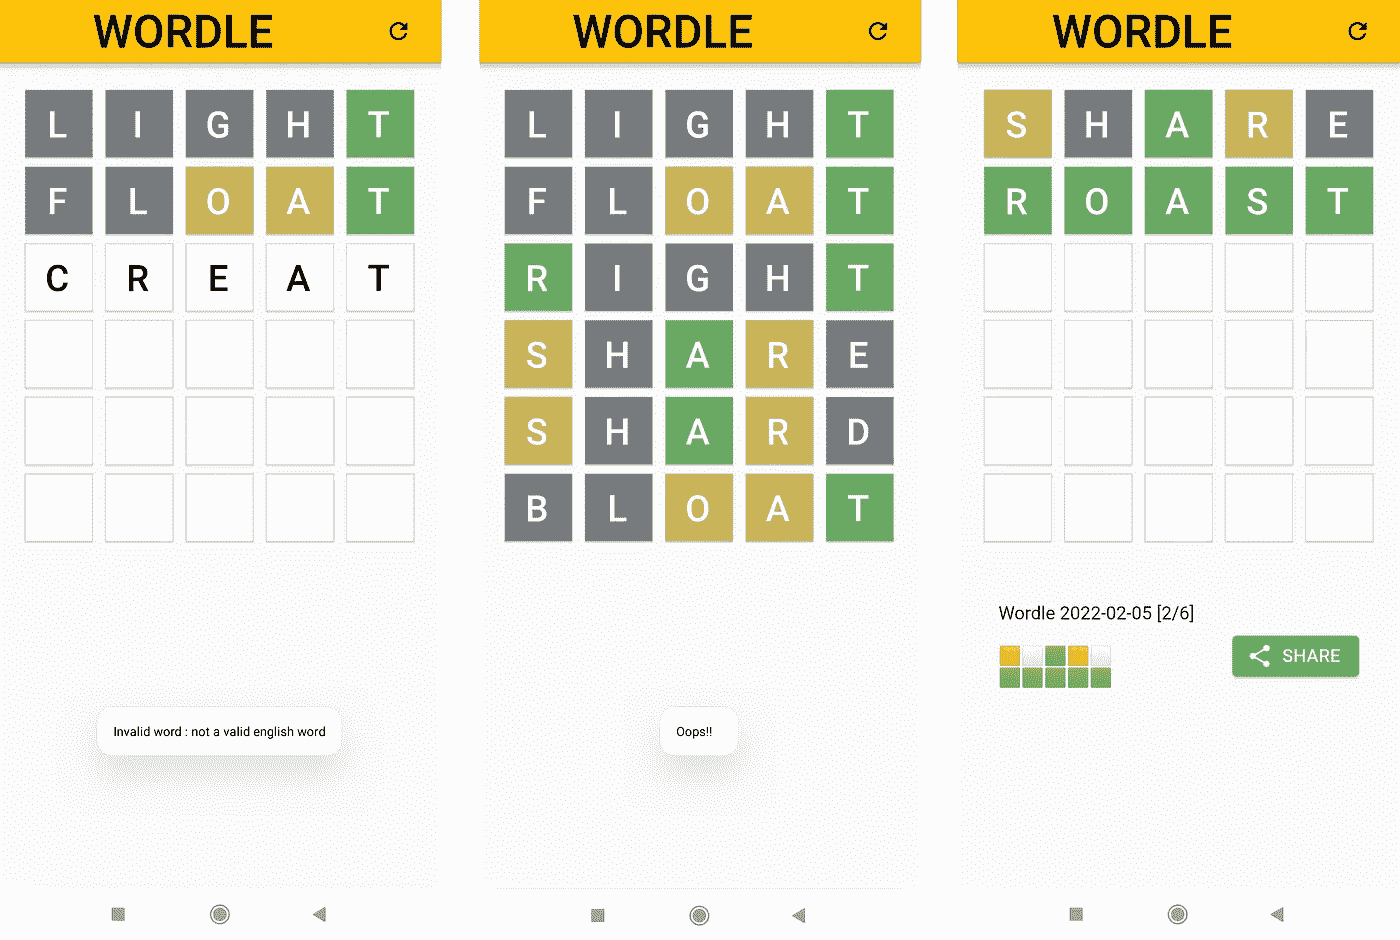 WORDLE
L I G H T
F L O A T
C R E A T
Invalid word : not a valid english word
WORDLE
L I G H T
F L O A T
R I G H T
S H A R E
S H A R D
B L O A T
Oops!!
WORDLE
S H A R E
R O A S T
Wordle 2022-02-05 [2/6]
SHARE